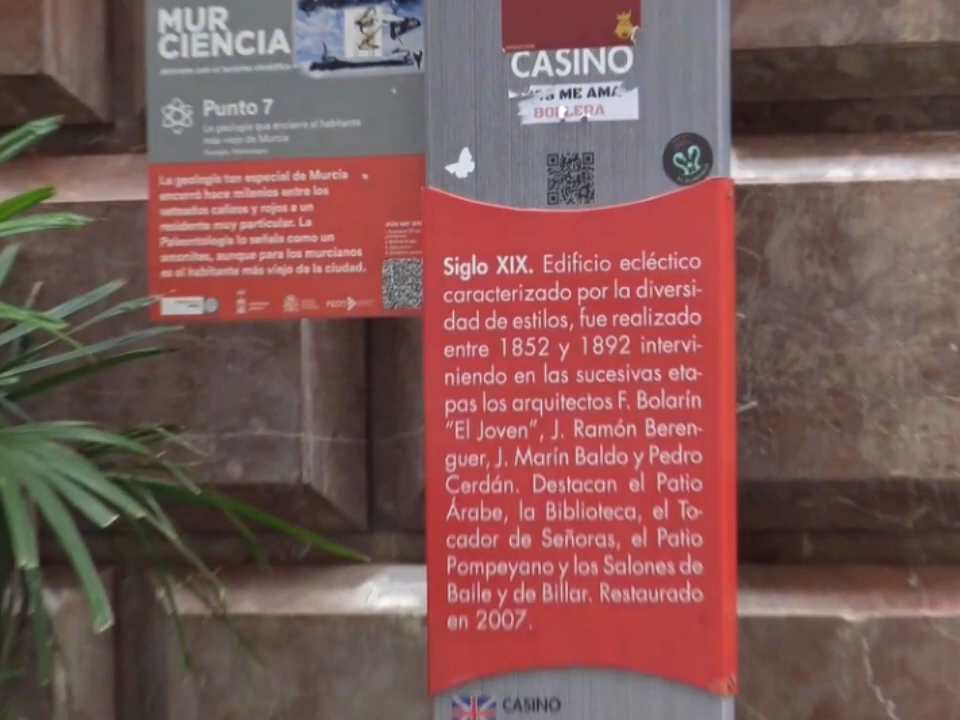 MUR
CIENCIA
Punto 7
La geología que encierra el habitante
más viejo de Murcia
La geología tan especial de Murcia
encerró hace milenios entre los
veteados calizos y rojos a un
residente muy particular. La
Paleontología lo señala como un
amonites, aunque para los murcianos
es el habitante más viejo de la ciudad.
CASINO
ME AMA
BOLLERA
Siglo XIX. Edificio ecléctico
caracterizado por la diversi-
dad de estilos, fue realizado
entre 1852 y 1892 intervi-
niendo en las sucesivas eta-
pas los arquitectos F. Bolarín
"El Joven", J. Ramón Beren-
guer, J. Marín Baldo y Pedro
Cerdán. Destacan el Patio
Árabe, la Biblioteca, el To-
cador de Señoras, el Patio
Pompeyano y los Salones de
Baile y de Billar. Restaurado
en 2007.
CASINO